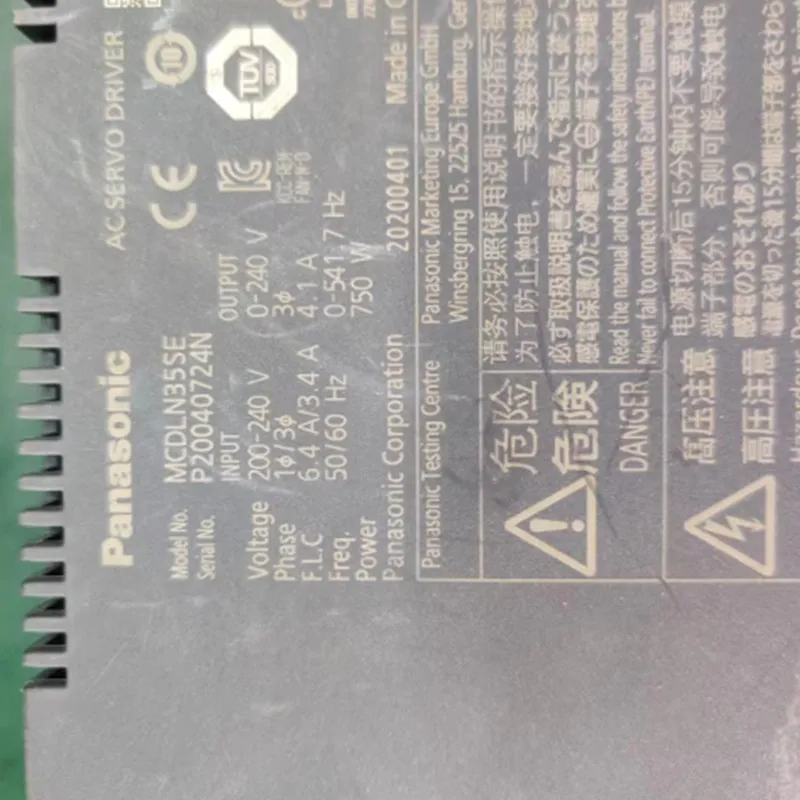 Panasonic AC SERVO DRIVER
Model No. MCDLN35SE
Serial No. P20040724N
INPUT OUTPUT
Voltage 200-240 V 0-240 V
Phase 1φ/3φ 3φ
F.L.C 6.4 A/3.4 A 4.1 A
Freq. 50/60 Hz 0-541.7 Hz
Power 750 W
Panasonic Corporation 20200401 Made in
Panasonic Testing Centre Panasonic Marketing Europe GmbH
Winsbergring 15, 22525 Hamburg, Ger
TÜV
SÜD
CE
10
危险
危険
DANGER
请务必按照使用说明书的指示操
为了防止触电，一定要接好接地
必ず取扱説明書を読んで指示に従うこ
感電保護のため確実に端子を接地
Read the manual and follow the safety instructions
Never fail to connect Protective Earth(PE) terminal.
高压注意
高圧注意
电源切断后15分钟内不要触摸
端子部分，否则可能导致触电
感電のおそれあり
電源を切った後15分間は端子部をさわら